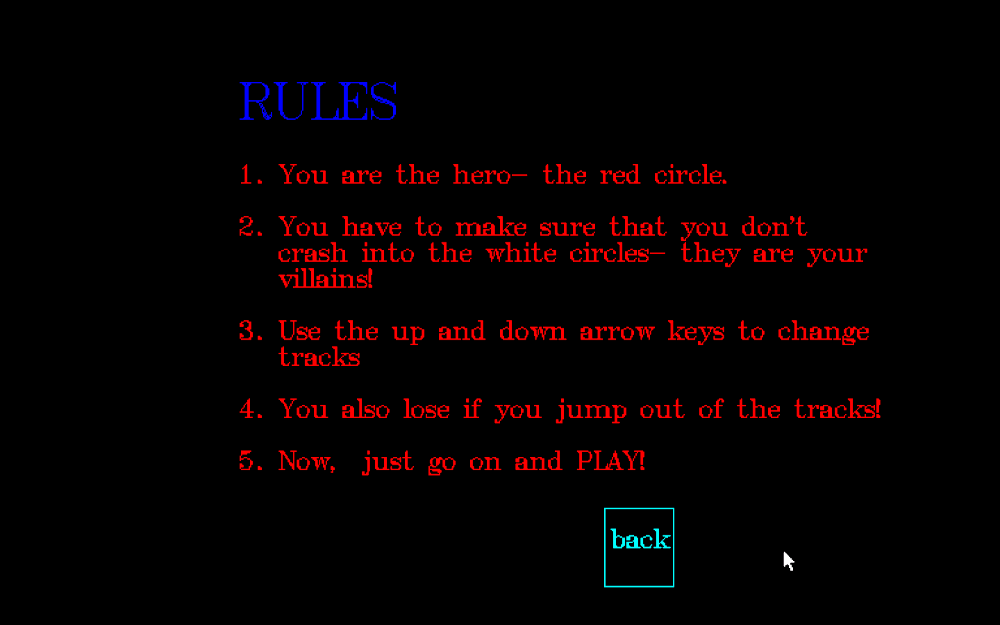 RULES
1. You are the hero- the red circle.
2. You have to make sure that you don't
crash into the white circles- they are your
villains!
3. Use the up and down arrow keys to change
tracks
4. You also lose if you jump out of the tracks!
5. Now, just go on and PLAY!
back